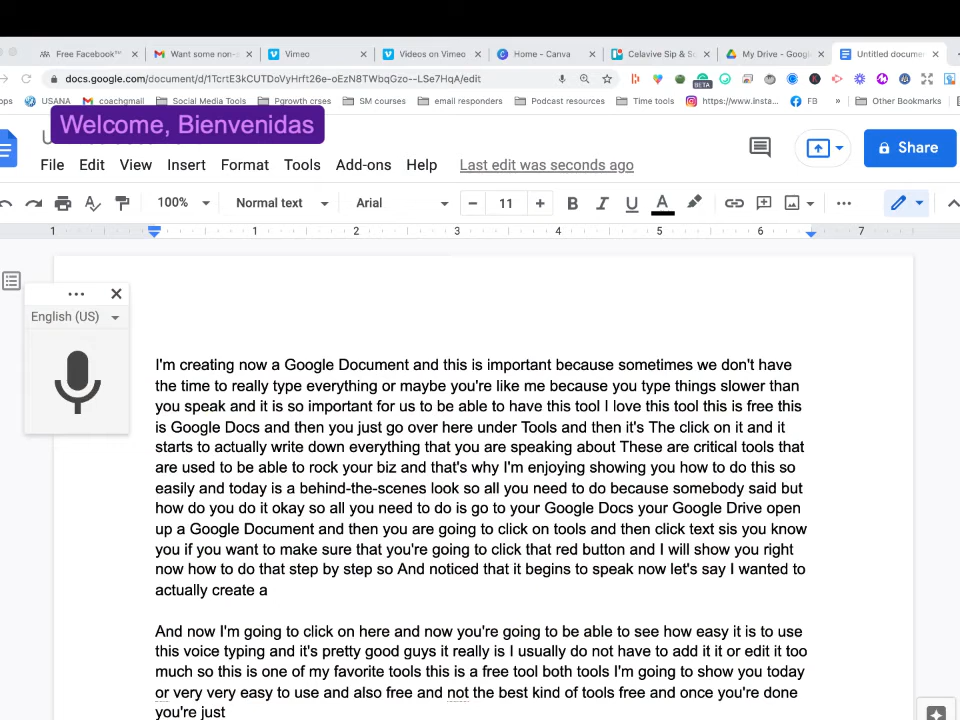 Free Facebook™
Want some non-
Vimeo
Videos on Vimeo
Home - Canva
Celavive Sip & Sc
My Drive - Googl
Untitled documen
docs.google.com/document/d/1TcrtE3kCUTDoVyHrft26e-oEzN8TWbqGzo--LSe7HqA/edit
BETA
ops
USANA
coachgmail
Social Media Tools
Pgrowth crses
SM courses
email responders
Podcast resources
Time tools
https://www.insta...
FB
»
Other Bookmarks
Welcome, Bienvenidas
U
File Edit View Insert Format Tools Add-ons Help Last edit was seconds ago
Share
100% Normal text Arial 11 B I U A
1 1 2 3 4 5 6 7
English (US)
I'm creating now a Google Document and this is important because sometimes we don't have
the time to really type everything or maybe you're like me because you type things slower than
you speak and it is so important for us to be able to have this tool I love this tool this is free this
is Google Docs and then you just go over here under Tools and then it's The click on it and it
starts to actually write down everything that you are speaking about These are critical tools that
are used to be able to rock your biz and that's why I'm enjoying showing you how to do this so
easily and today is a behind-the-scenes look so all you need to do because somebody said but
how do you do it okay so all you need to do is go to your Google Docs your Google Drive open
up a Google Document and then you are going to click on tools and then click text sis you know
you if you want to make sure that you're going to click that red button and I will show you right
now how to do that step by step so And noticed that it begins to speak now let's say I wanted to
actually create a
And now I'm going to click on here and now you're going to be able to see how easy it is to use
this voice typing and it's pretty good guys it really is I usually do not have to add it it or edit it too
much so this is one of my favorite tools this is a free tool both tools I'm going to show you today
or very very easy to use and also free and not the best kind of tools free and once you're done
you're just